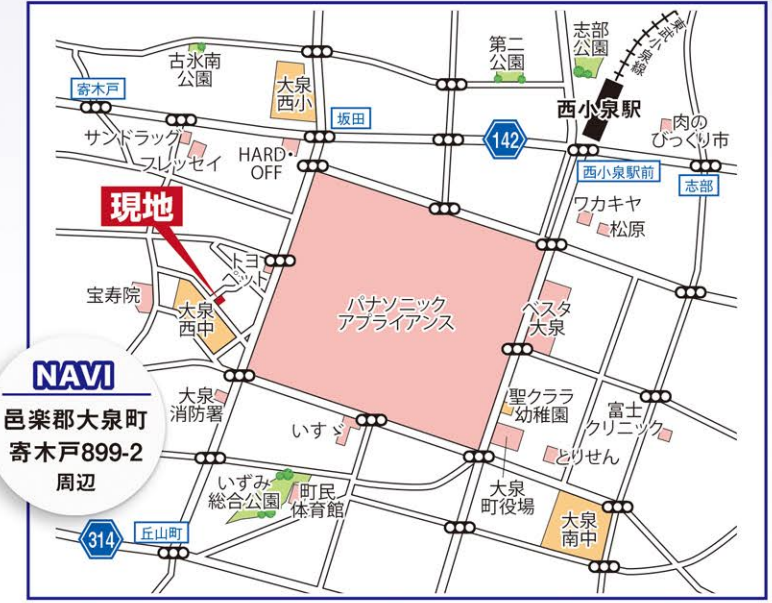 古氷南
公園
大泉
西小
第二
公園
志部
公園
東武小泉線
西小泉駅
寄木戸
坂田
142
肉の
びっくり市
サンドラッグ
フレッセイ
HARD・
OFF
西小泉駅前
志部
現地
ワカキヤ
松原
トヨ
ペット
宝寿院
大泉
西中
パナソニック
アプライアンス
ベスタ
大泉
NAVI
邑楽郡大泉町
寄木戸899-2
周辺
大泉
消防署
いすゞ
聖クララ
幼稚園
富士
クリニック
とりせん
いずみ
総合公園
町民
体育館
大泉
町役場
大泉
南中
314
丘山町